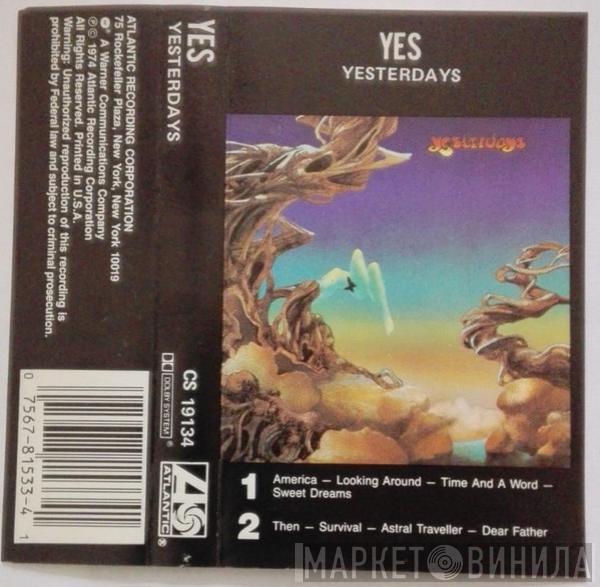 YES
YESTERDAYS
yesterdays
1 America – Looking Around – Time And A Word –
Sweet Dreams
2 Then – Survival – Astral Traveller – Dear Father
YES
YESTERDAYS
DOLBY SYSTEM®
CS 19134
ATLANTIC®
ATLANTIC RECORDING CORPORATION
75 Rockefeller Plaza, New York, New York 10019
A Warner Communications Company
℗© 1974 Atlantic Recording Corporation
All Rights Reserved. Printed in U.S.A.
Warning: Unauthorized reproduction of this recording is
prohibited by Federal law and subject to criminal prosecution.
0 7567-81533-4 1
МАРКЕТ ВИНИЛА